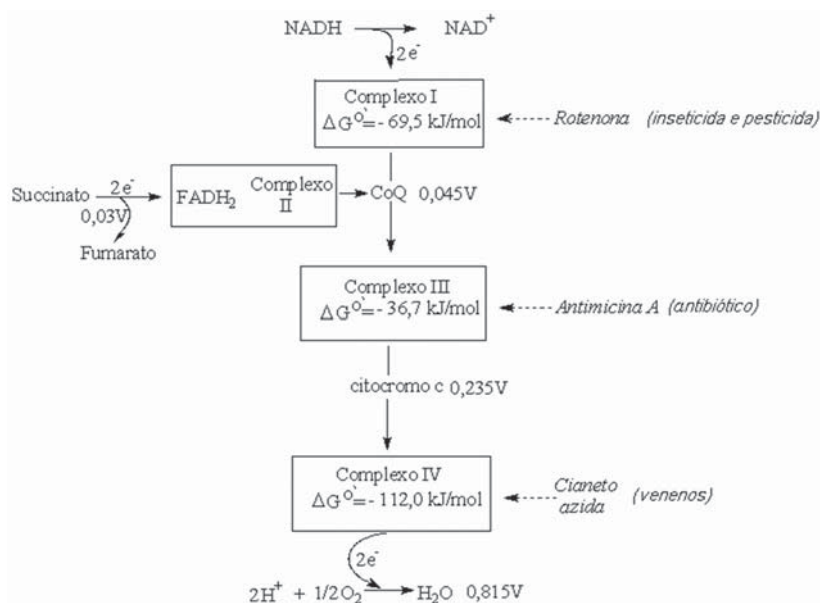 NADH NAD⁺
2e⁻
Complexo I
ΔG°'=- 69,5 kJ/mol
Rotenona (inseticida e pesticida)
Succinato 2e⁻ FADH₂ Complexo II CoQ 0,045V
0,03V
Fumarato
Complexo III
ΔG°'=- 36,7 kJ/mol
Antimicina A (antibiótico)
citocromo c 0,235V
Complexo IV
ΔG°'=- 112,0 kJ/mol
Cianeto (venenos)
azida
2e⁻
2H⁺ + 1/2O₂ H₂O 0,815V